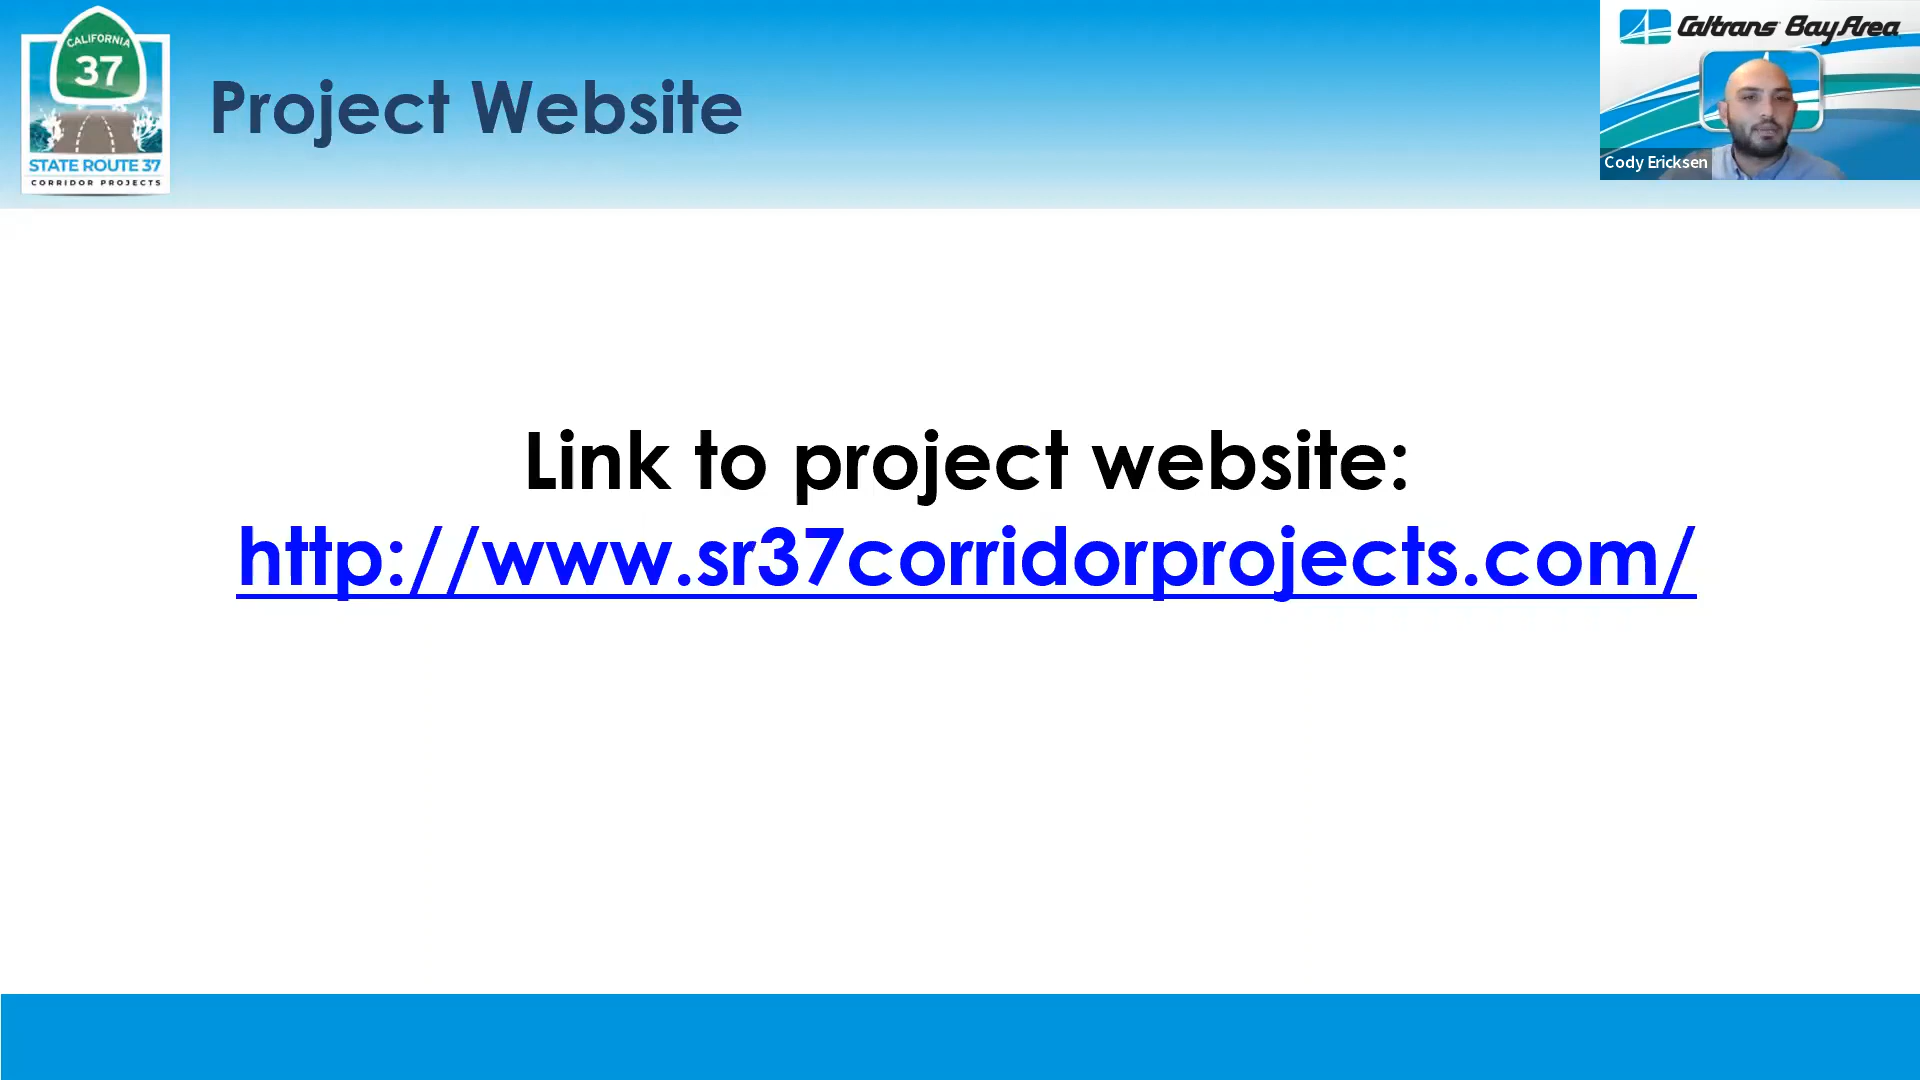 CALIFORNIA
37
STATE ROUTE 37
CORRIDOR PROJECTS
Project Website
Caltrans Bay Area
Cody Ericksen
Link to project website:
http://www.sr37corridorprojects.com/